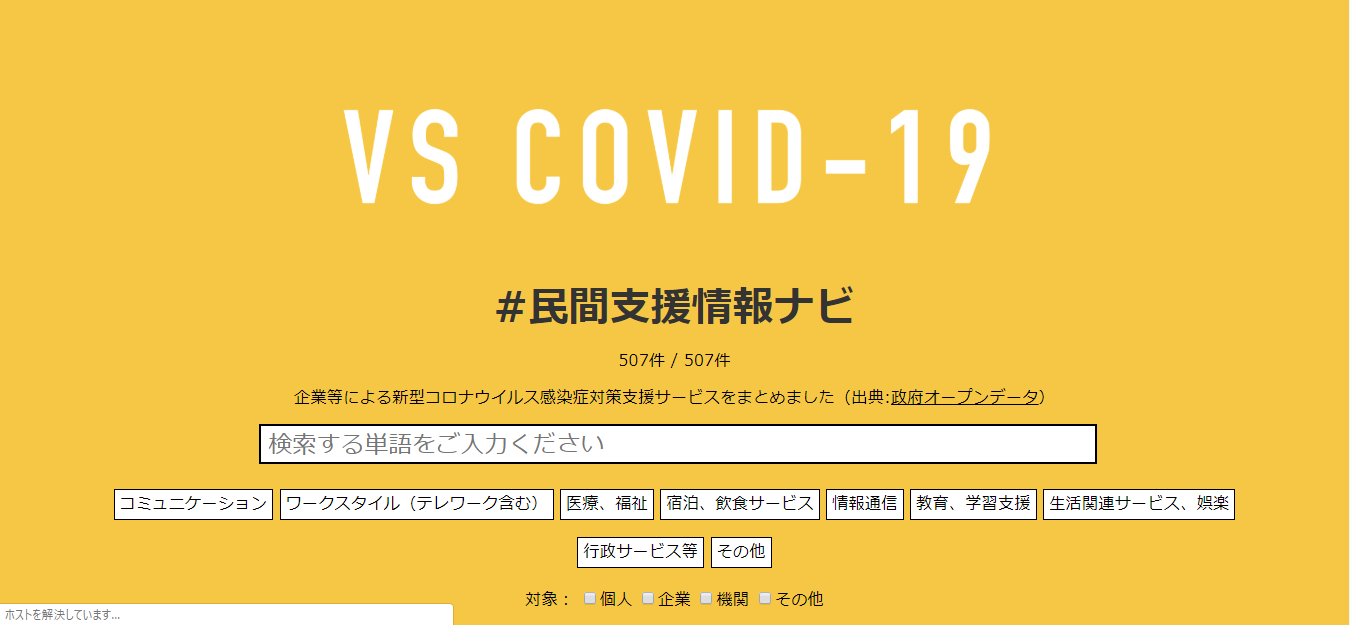 VS COVID-19
#民間支援情報ナビ
507件 / 507件
企業等による新型コロナウイルス感染症対策支援サービスをまとめました（出典:政府オープンデータ）
検索する単語をご入力ください
コミュニケーション ワークスタイル（テレワーク含む） 医療、福祉 宿泊、飲食サービス 情報通信 教育、学習支援 生活関連サービス、娯楽
行政サービス等 その他
対象： 個人 企業 機関 その他
ホストを解決しています...